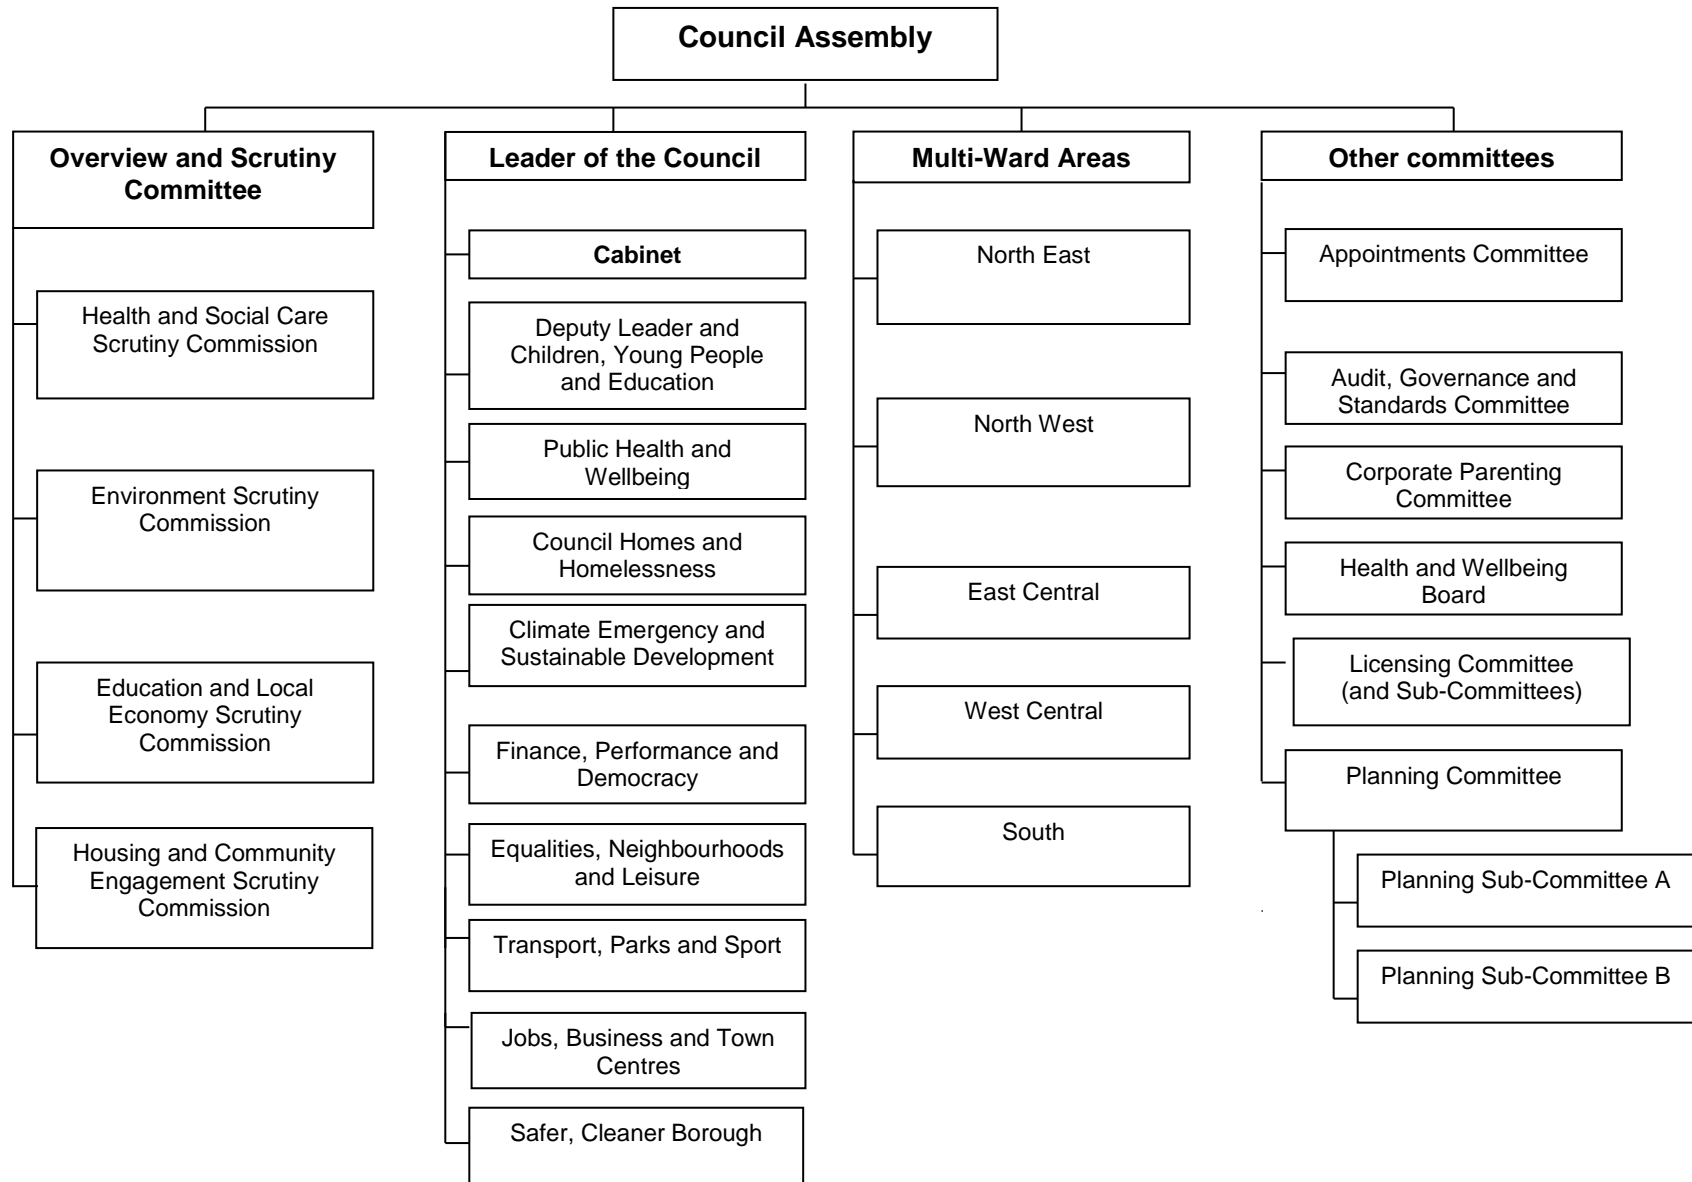 Council Assembly
Overview and Scrutiny
Committee
Health and Social Care
Scrutiny Commission
Environment Scrutiny
Commission
Education and Local
Economy Scrutiny
Commission
Housing and Community
Engagement Scrutiny
Commission
Leader of the Council
Cabinet
Deputy Leader and
Children, Young People
and Education
Public Health and
Wellbeing
Council Homes and
Homelessness
Climate Emergency and
Sustainable Development
Finance, Performance and
Democracy
Equalities, Neighbourhoods
and Leisure
Transport, Parks and Sport
Jobs, Business and Town
Centres
Safer, Cleaner Borough
Multi-Ward Areas
North East
North West
East Central
West Central
South
Other committees
Appointments Committee
Audit, Governance and
Standards Committee
Corporate Parenting
Committee
Health and Wellbeing
Board
Licensing Committee
(and Sub-Committees)
Planning Committee
Planning Sub-Committee A
Planning Sub-Committee B